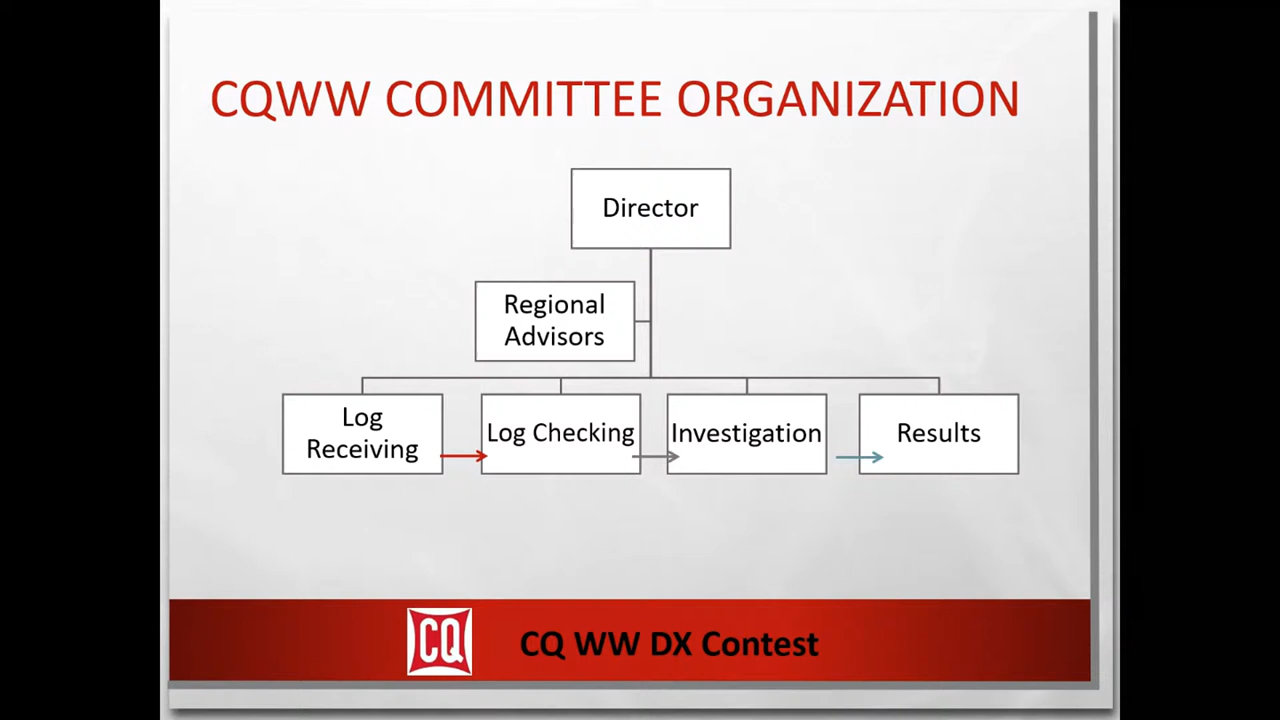 CQWW COMMITTEE ORGANIZATION
Director
Regional
Advisors
Log
Receiving
Log Checking
Investigation
Results
CQ
CQ WW DX Contest